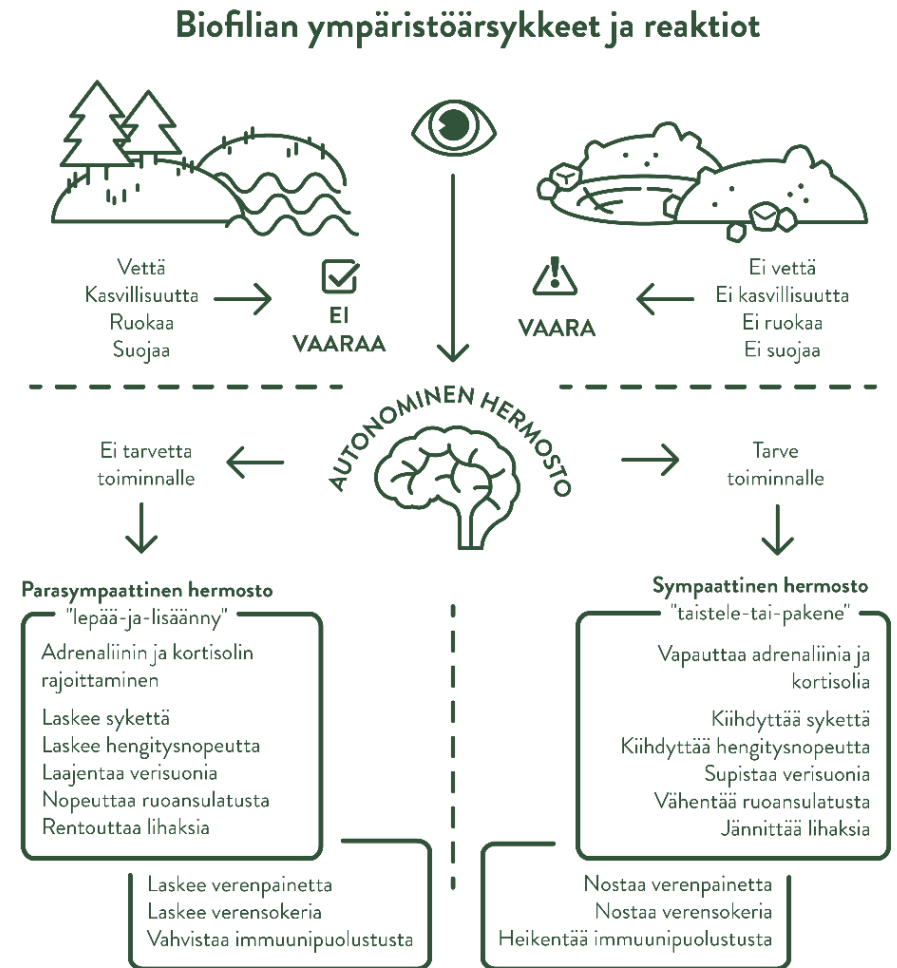 Biofilian ympäristöärsykkeet ja reaktiot
Vettä
Kasvillisuutta
Ruokaa
Suojaa
EI
VAARAA
VAARA
Ei vettä
Ei kasvillisuutta
Ei ruokaa
Ei suojaa
AUTONOMINEN HERMOSTO
Ei tarvetta
toiminnalle
Tarve
toiminnalle
Parasympaattinen hermosto
"lepää-ja-lisäänny"
Adrenaliinin ja kortisolin
rajoittaminen
Laskee sykettä
Laskee hengitysnopeutta
Laajentaa verisuonia
Nopeuttaa ruoansulatusta
Rentouttaa lihaksia
Laskee verenpainetta
Laskee verensokeria
Vahvistaa immuunipuolustusta
Sympaattinen hermosto
"taistele-tai-pakene"
Vapauttaa adrenaliinia ja
kortisolia
Kiihdyttää sykettä
Kiihdyttää hengitysnopeutta
Supistaa verisuonia
Vähentää ruoansulatusta
Jännittää lihaksia
Nostaa verenpainetta
Nostaa verensokeria
Heikentää immuunipuolustusta